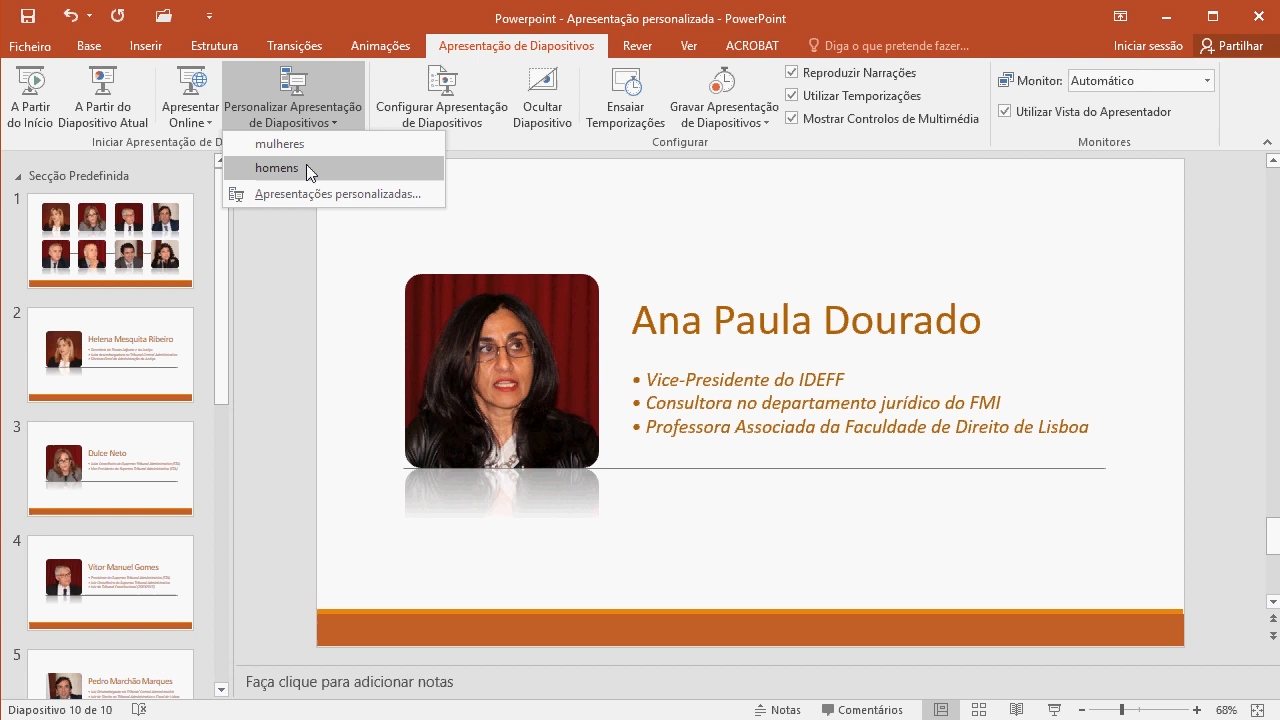 Powerpoint - Apresentação personalizada - PowerPoint
Ficheiro Base Inserir Estrutura Transições Animações Apresentação de Diapositivos Rever Ver ACROBAT Diga o que pretende fazer... Iniciar sessão Partilhar
A Partir do Início
A Partir do Diapositivo Atual
Apresentar Online
Personalizar Apresentação de Diapositivos
Configurar Apresentação de Diapositivos
Ocultar Diapositivo
Ensaiar Temporizações
Gravar Apresentação de Diapositivos
Reproduzir Narrações
Utilizar Temporizações
Mostrar Controlos de Multimédia
Monitor: Automático
Utilizar Vista do Apresentador
Iniciar Apresentação de D
Configurar
Monitores
mulheres
homens
Apresentações personalizadas...
Secção Predefinida
1
2
Helena Mesquita Ribeiro
3
Dulce Neto
4
Vítor Manuel Gomes
5
Pedro Marchão Marques
Ana Paula Dourado
• Vice-Presidente do IDEFF
• Consultora no departamento jurídico do FMI
• Professora Associada da Faculdade de Direito de Lisboa
Faça clique para adicionar notas
Diapositivo 10 de 10 Notas Comentários 68%